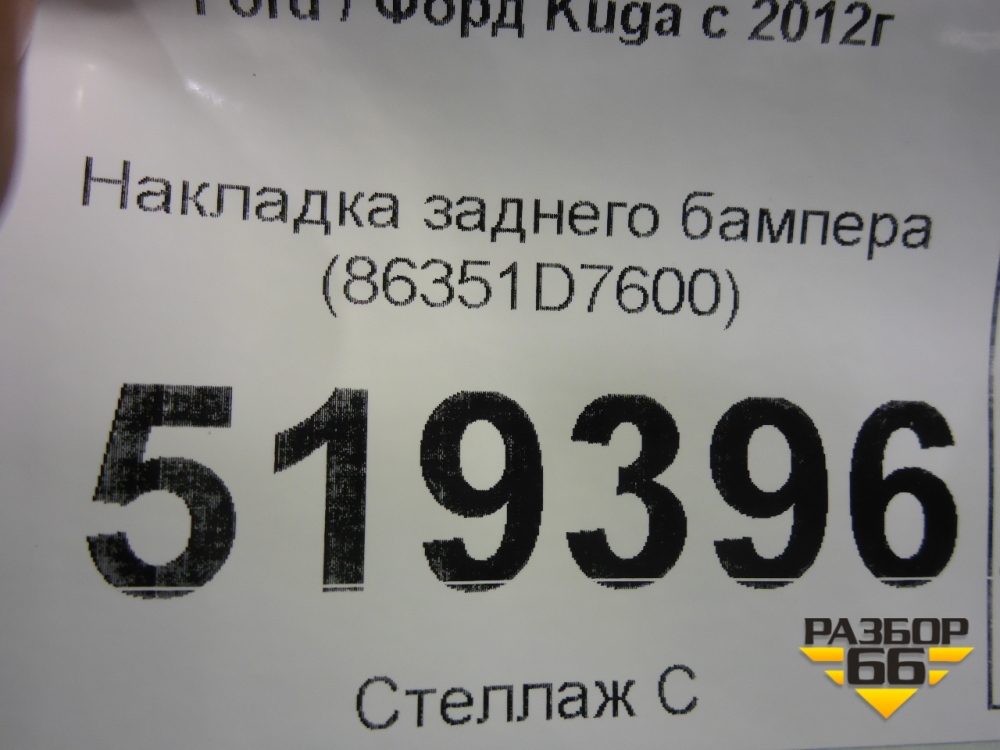 Ford / Форд Kuga с 2012г
Накладка заднего бампера
(86351D7600)
519396
Стеллаж С
РАЗБОР
66